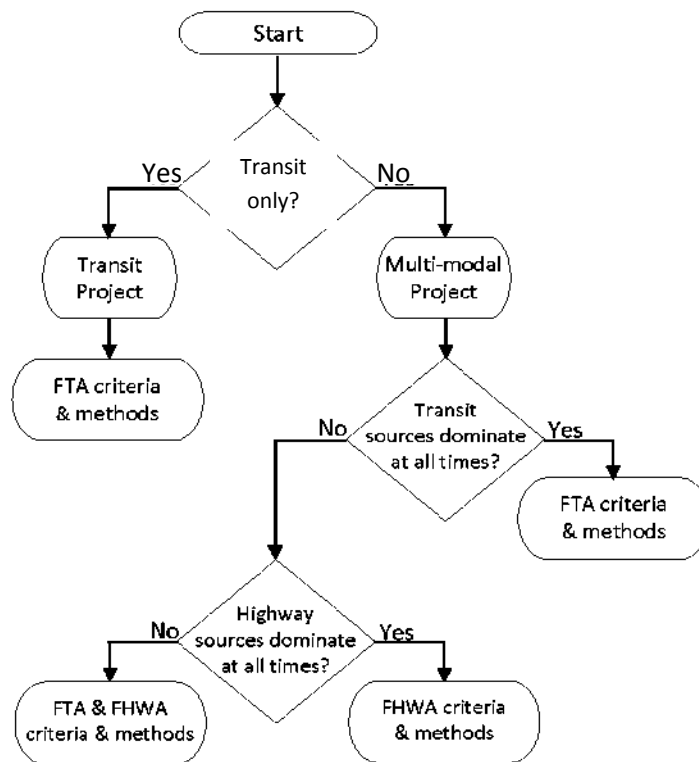 Start
Transit
only?
Yes
No
Transit
Project
Multi-modal
Project
FTA criteria
& methods
Transit
sources dominate
at all times?
No
Yes
FTA criteria
& methods
Highway
sources dominate
at all times?
No
Yes
FTA & FHWA
criteria & methods
FHWA criteria
& methods